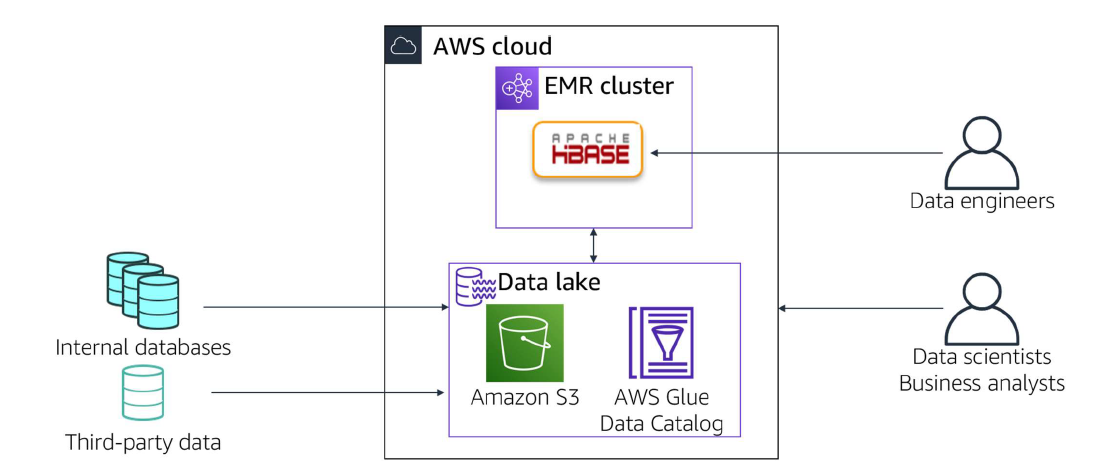 AWS cloud
EMR cluster
APACHE
HBASE
Data engineers
Data lake
Internal databases
Amazon S3
AWS Glue
Data Catalog
Data scientists
Business analysts
Third-party data